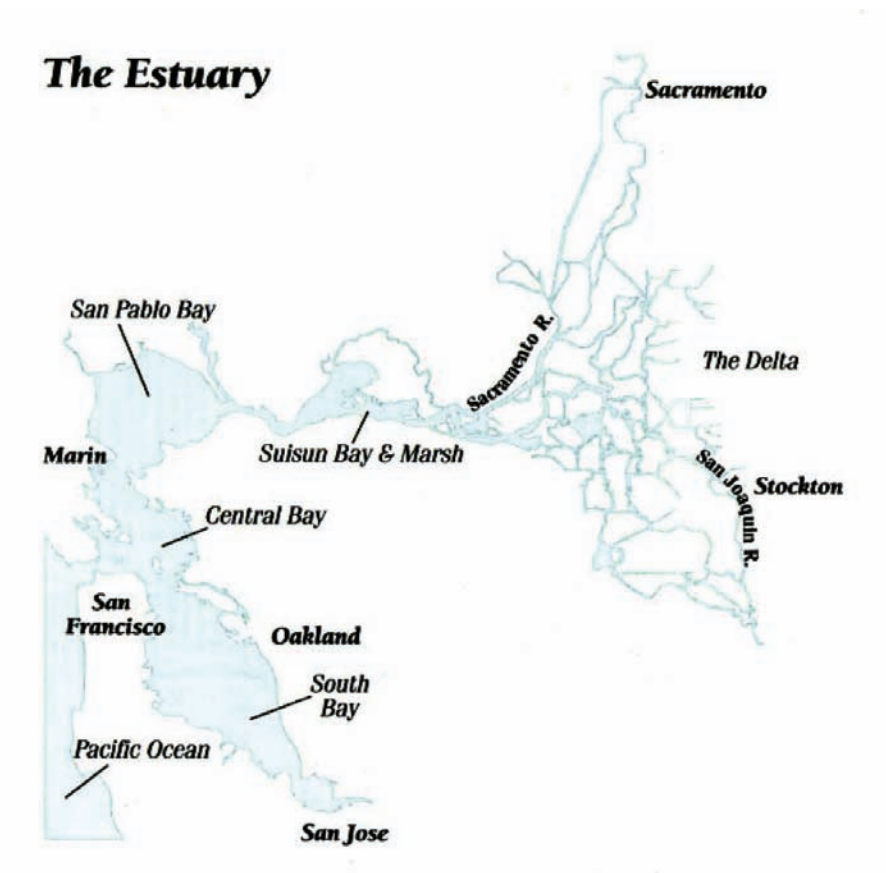 The Estuary
Sacramento
San Pablo Bay
Sacramento R.
The Delta
Marin
Suisun Bay & Marsh
San Joaquin R.
Stockton
Central Bay
San
Francisco
Oakland
South
Bay
Pacific Ocean
San Jose